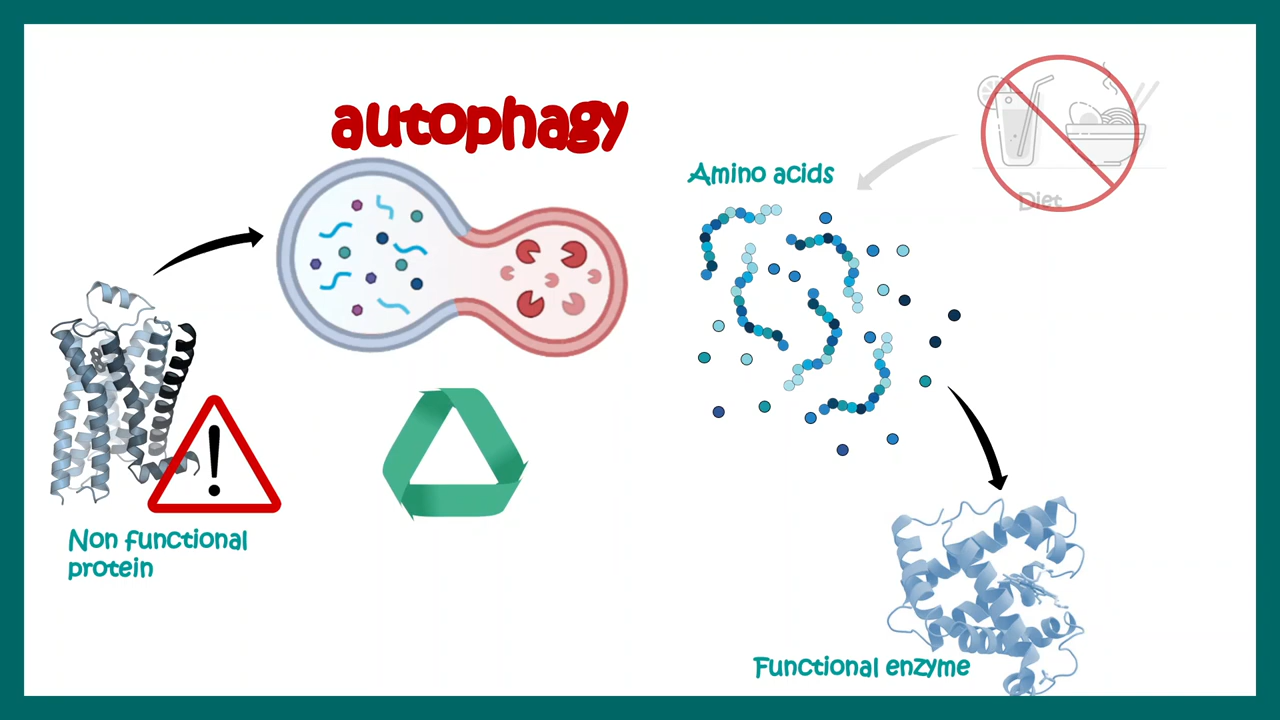 autophagy
Amino acids
Diet
Non functional
protein
Functional enzyme